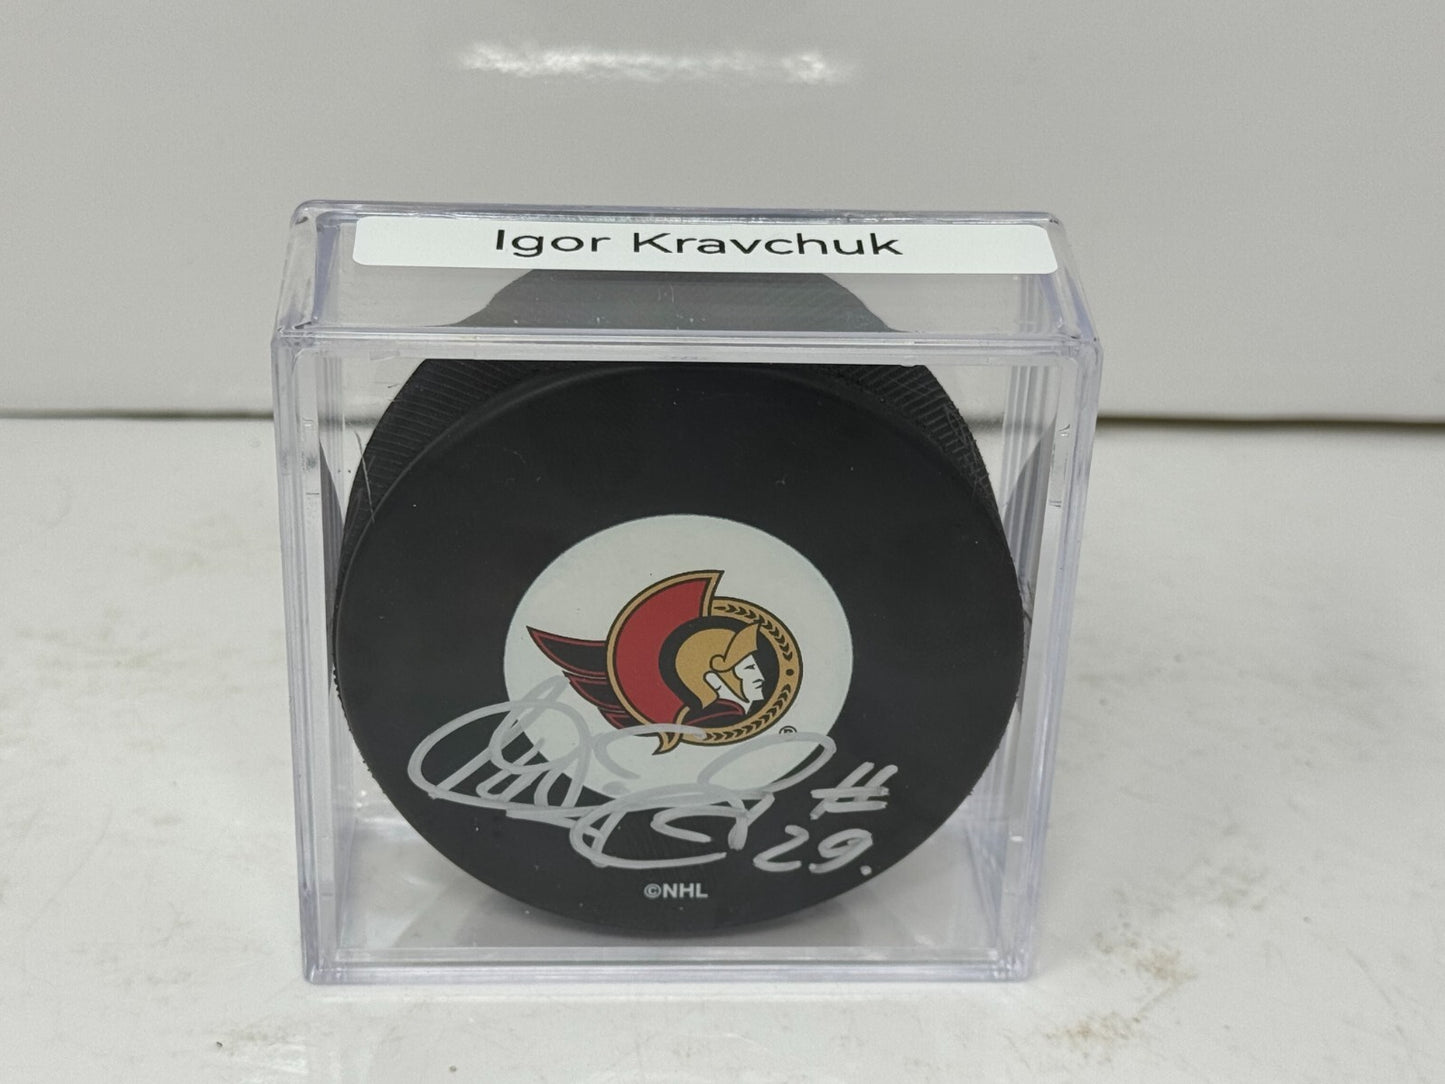 Igor Kravchuk
®
#
29.
©NHL